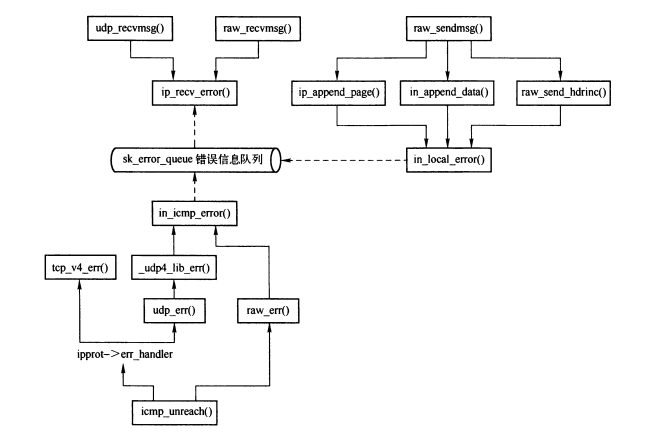 udp_recvmsg()
raw_recvmsg()
raw_sendmsg()
ip_recv_error()
ip_append_page()
in_append_data()
raw_send_hdrinc()
sk_error_queue 错误信息队列
in_local_error()
in_icmp_error()
tcp_v4_err()
_udp4_lib_err()
udp_err()
raw_err()
ipprot->err_handler
icmp_unreach()